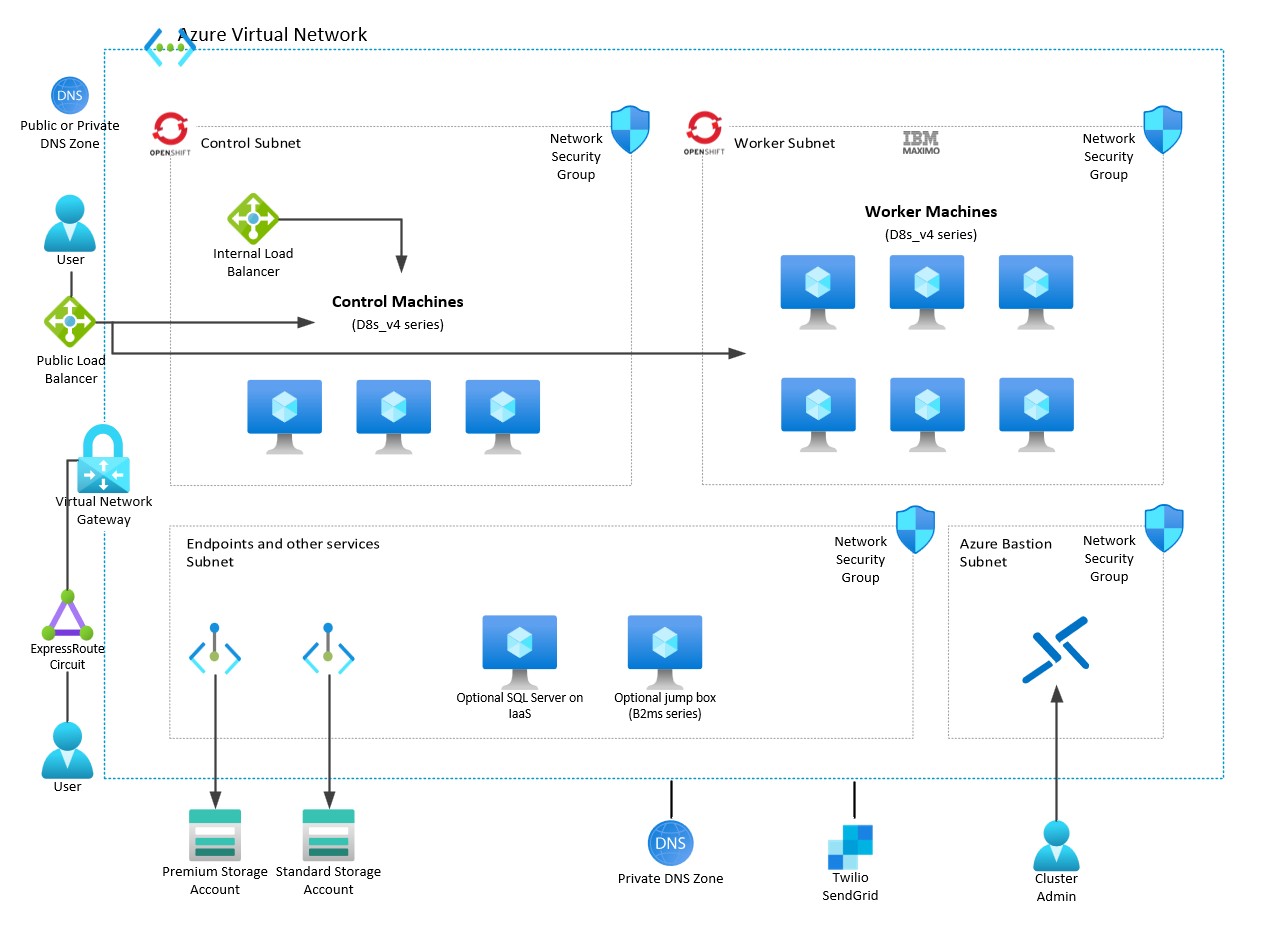 Azure Virtual Network
DNS
Public or Private
DNS Zone
OPENSHIFT
Control Subnet
Network
Security
Group
OPENSHIFT
Worker Subnet
IBM
MAXIMO
Network
Security
Group
User
Internal Load
Balancer
Worker Machines
(D8s_v4 series)
Control Machines
(D8s_v4 series)
Public Load
Balancer
Virtual Network
Gateway
Endpoints and other services
Subnet
Network
Security
Group
Azure Bastion
Subnet
Network
Security
Group
ExpressRoute
Circuit
Optional SQL Server on
IaaS
Optional jump box
(B2ms series)
User
Premium Storage
Account
Standard Storage
Account
DNS
Private DNS Zone
Twilio
SendGrid
Cluster
Admin